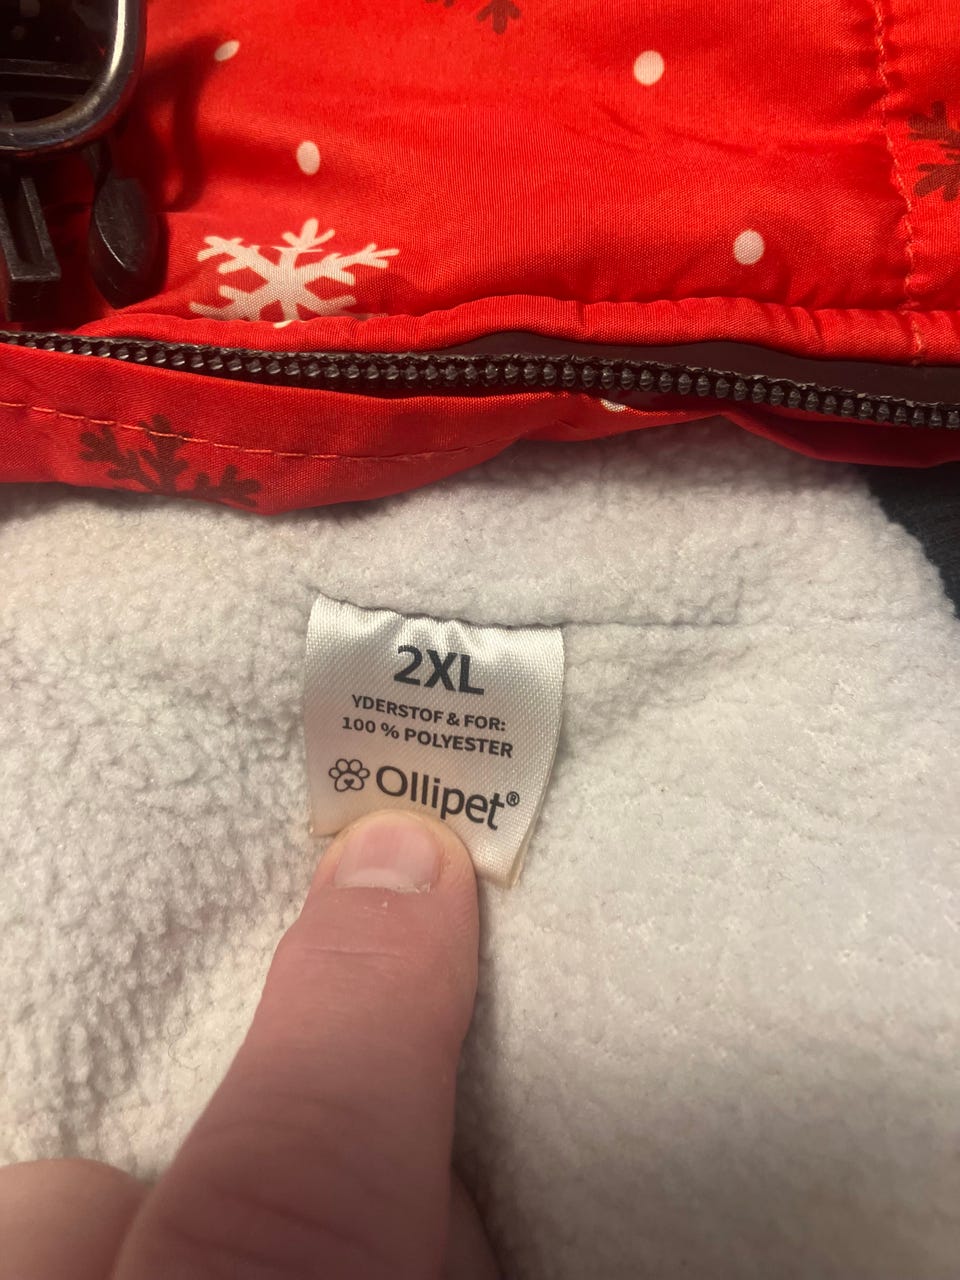 2XL
YDERSTOF & FOR:
100 % POLYESTER
Ollipet®